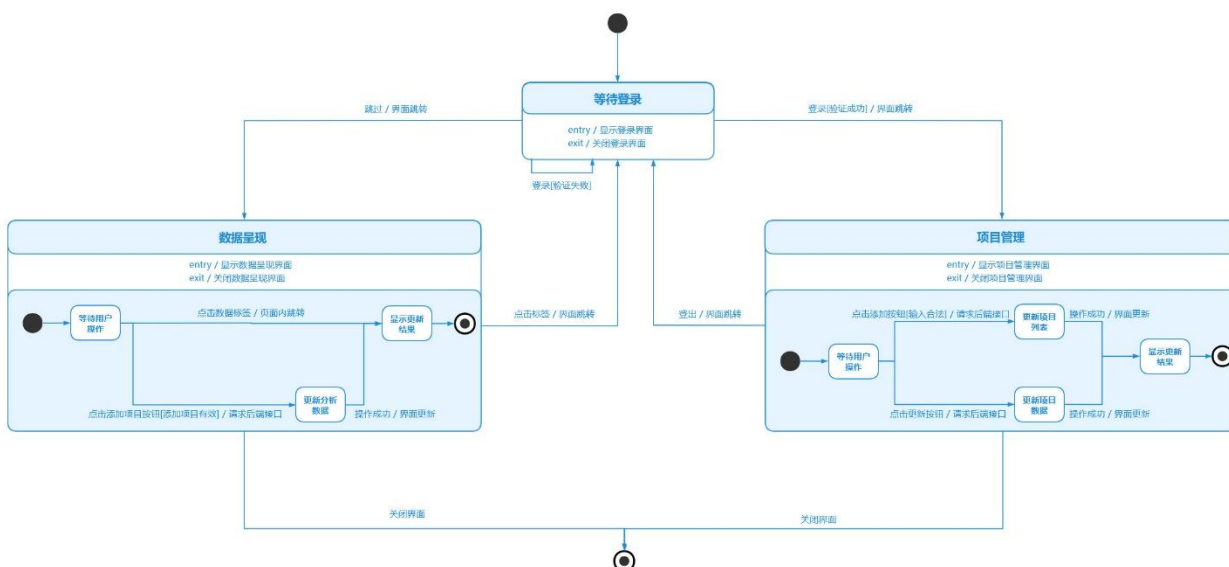 等待登录
跳过 / 界面跳转
登录[验证成功] / 界面跳转
entry / 显示登录界面
exit / 关闭登录界面
登录[验证失败]
数据呈现
entry / 显示数据呈现界面
exit / 关闭数据呈现界面
等待用户
操作
点击数据标签 / 页面内跳转
显示更新
结果
点击添加项目按钮[添加项目有效] / 请求后端接口
更新分析
数据
操作成功 / 界面更新
点击标签 / 界面跳转
登出 / 界面跳转
项目管理
entry / 显示项目管理界面
exit / 关闭项目管理界面
等待用户
操作
点击添加按钮[输入合法] / 请求后端接口
更新项目
列表
操作成功 / 界面更新
显示更新
结果
点击更新按钮 / 请求后端接口
更新项目
数据
操作成功 / 界面更新
关闭界面
关闭界面